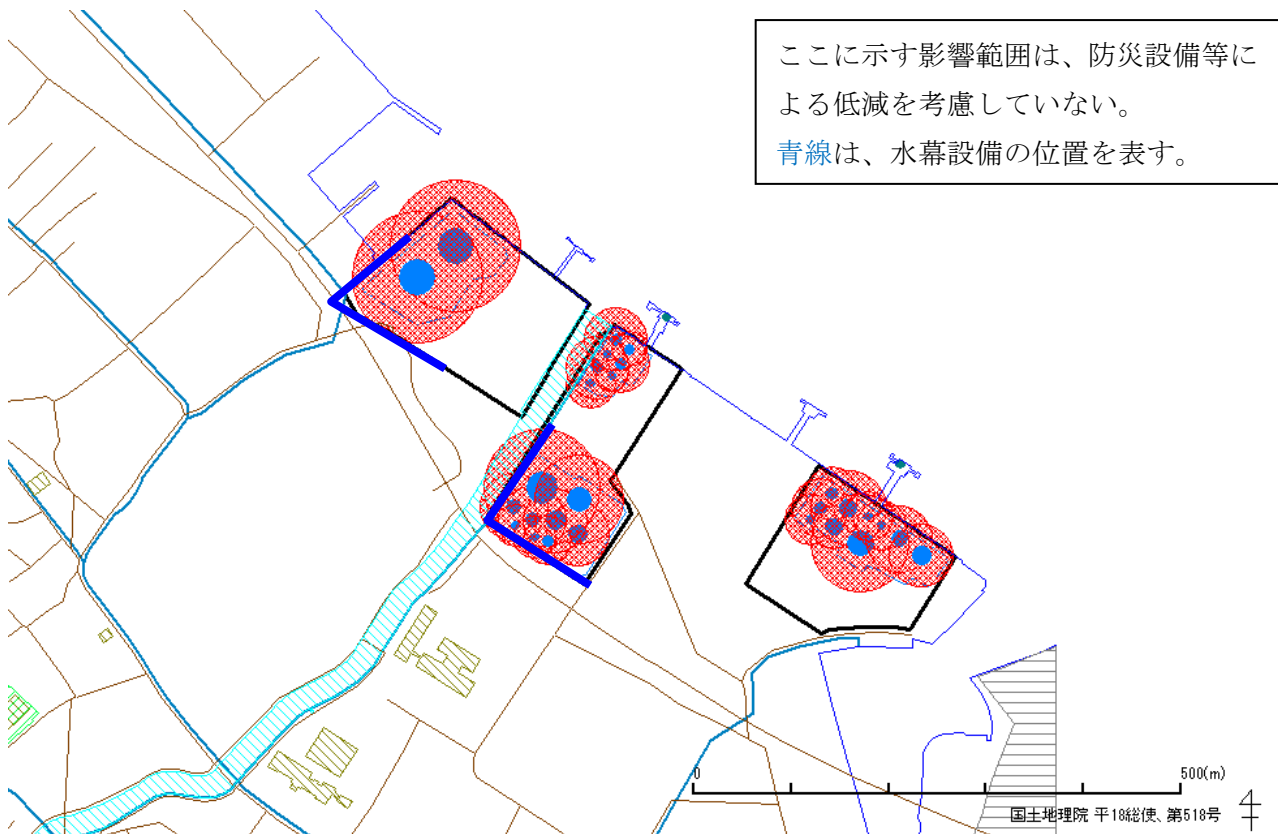 ここに示す影響範囲は、防災設備等に
よる低減を考慮していない。
青線は、水幕設備の位置を表す。
0 500(m)
国土地理院 平18総使、第518号